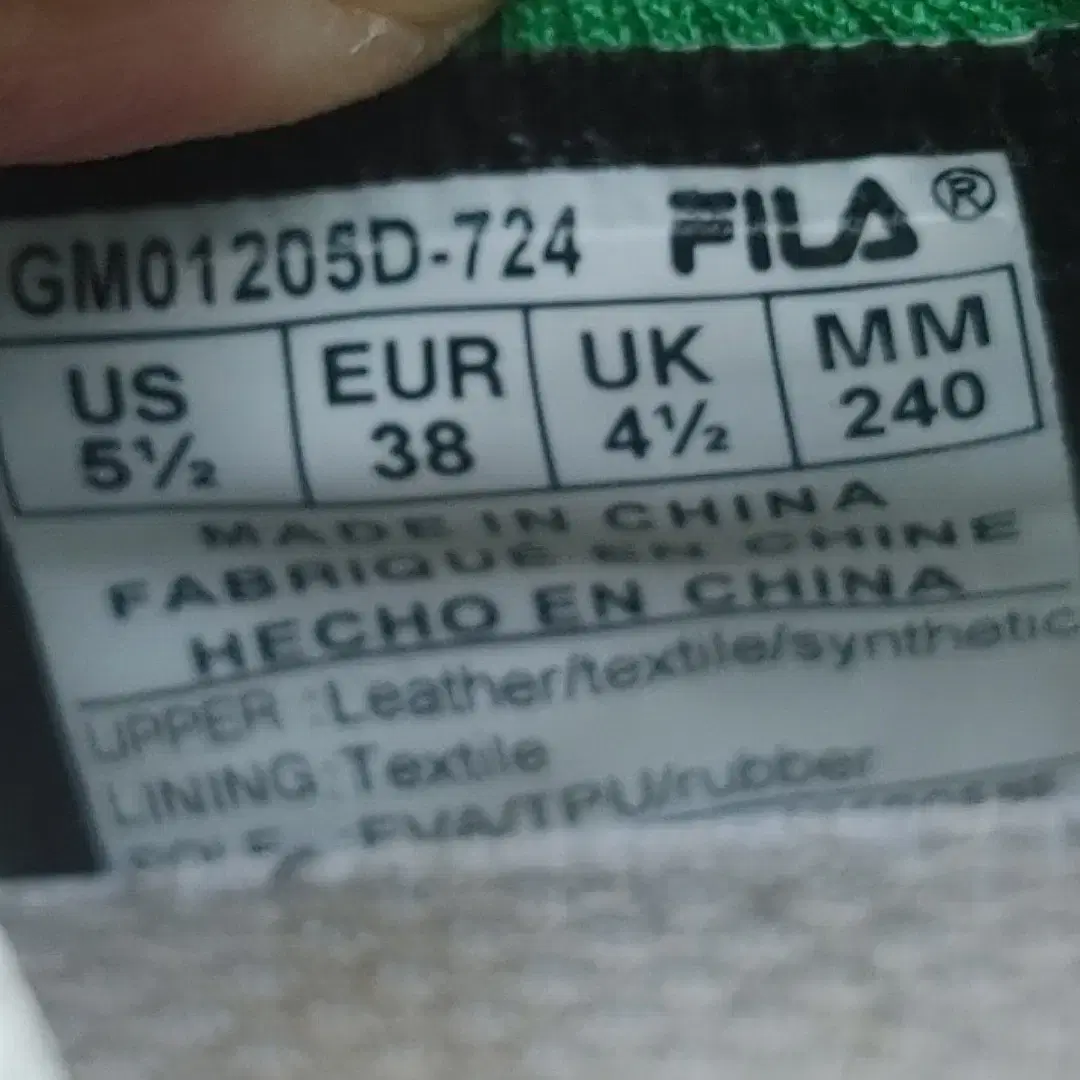 GM01205D-724 FILA®
US EUR UK MM
5½ 38 4½ 240
MADE IN CHINA
FABRIQUE EN CHINE
HECHO EN CHINA
UPPER :Leather/textile/synthetic
LINING:Textile
SOLE :EVA/TPU/rubber